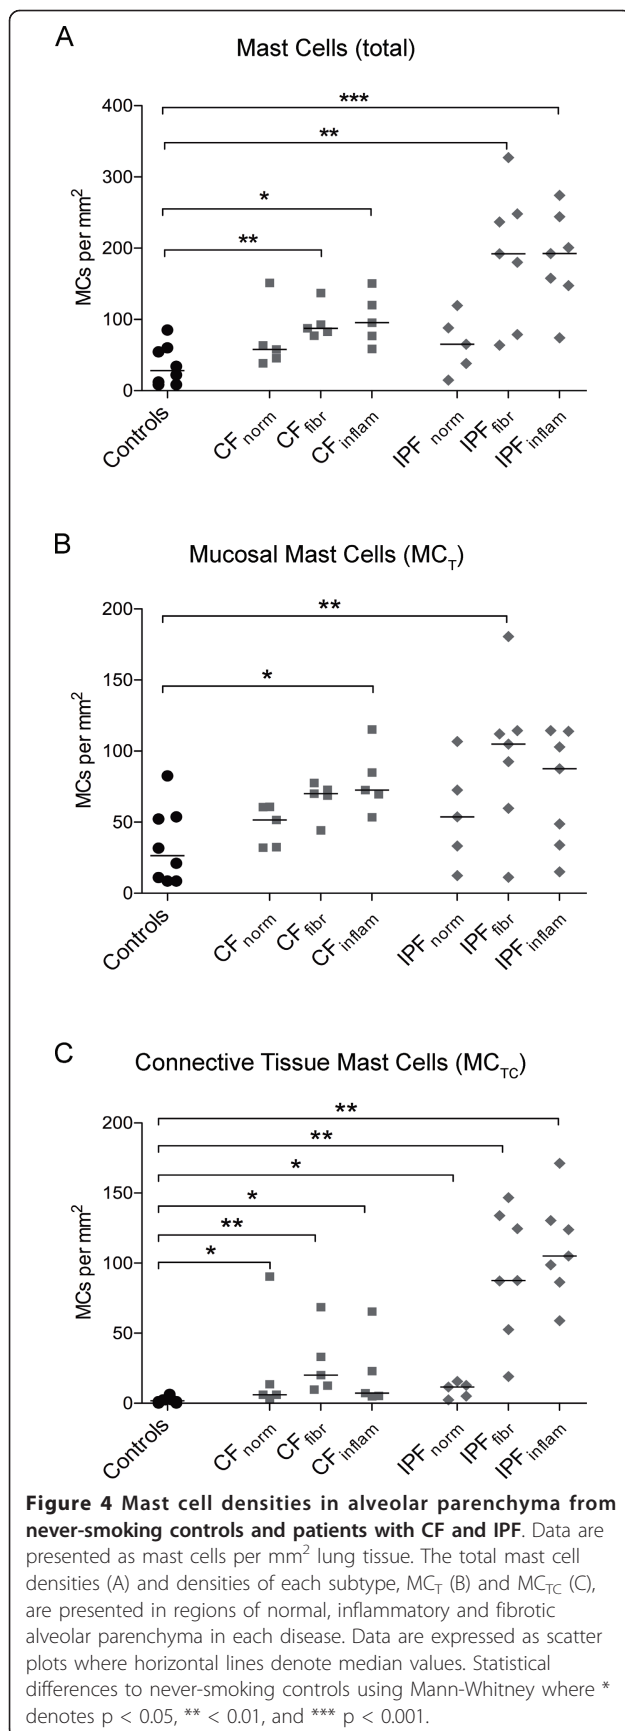 A
Mast Cells (total)
***
**
*
**
400
300
200
100
0
MCs per mm²
Controls
CF norm
CF fibr
CF inflam
IPF norm
IPF fibr
IPF inflam
B
Mucosal Mast Cells (MC_T)
**
*
200
150
100
50
0
MCs per mm²
Controls
CF norm
CF fibr
CF inflam
IPF norm
IPF fibr
IPF inflam
C
Connective Tissue Mast Cells (MC_TC)
**
**
*
*
**
*
200
150
100
50
0
MCs per mm²
Controls
CF norm
CF fibr
CF inflam
IPF norm
IPF fibr
IPF inflam
Figure 4 Mast cell densities in alveolar parenchyma from
never-smoking controls and patients with CF and IPF. Data are
presented as mast cells per mm² lung tissue. The total mast cell
densities (A) and densities of each subtype, MC_T (B) and MC_TC (C),
are presented in regions of normal, inflammatory and fibrotic
alveolar parenchyma in each disease. Data are expressed as scatter
plots where horizontal lines denote median values. Statistical
differences to never-smoking controls using Mann-Whitney where *
denotes p < 0.05, ** < 0.01, and *** p < 0.001.